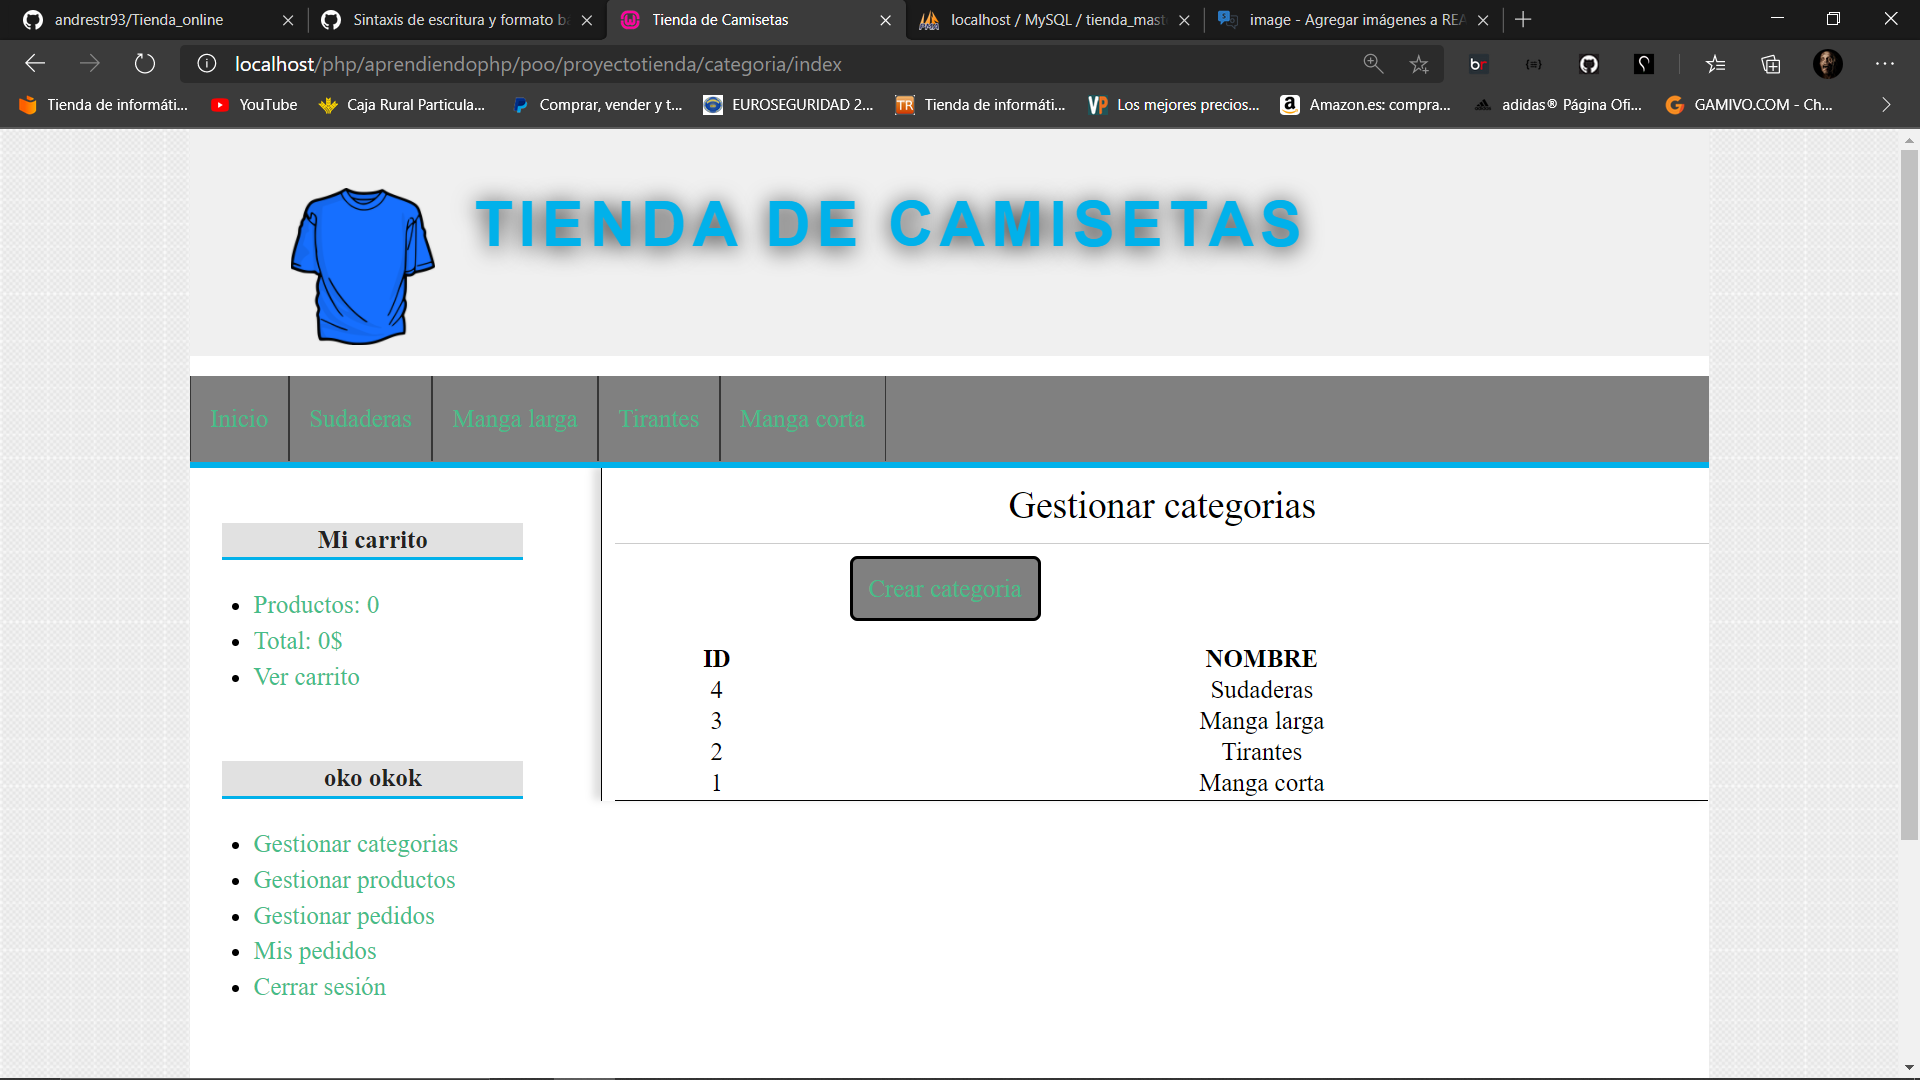 andrestr93/Tienda_online
Sintaxis de escritura y formato b
Tienda de Camisetas
localhost / MySQL / tienda_mast
image - Agregar imágenes a REA
localhost/php/aprendiendophp/poo/proyectotienda/categoria/index
br
Tienda de informáti...
YouTube
Caja Rural Particula...
Comprar, vender y t...
EUROSEGURIDAD 2...
TR
Tienda de informáti...
VP
Los mejores precios...
Amazon.es: compra...
adidas® Página Ofi...
GAMIVO.COM - Ch...
TIENDA DE CAMISETAS
Inicio
Sudaderas
Manga larga
Tirantes
Manga corta
Mi carrito
Productos: 0
Total: 0$
Ver carrito
oko okok
Gestionar categorias
Gestionar productos
Gestionar pedidos
Mis pedidos
Cerrar sesión
Gestionar categorias
Crear categoria
ID NOMBRE
4 Sudaderas
3 Manga larga
2 Tirantes
1 Manga corta